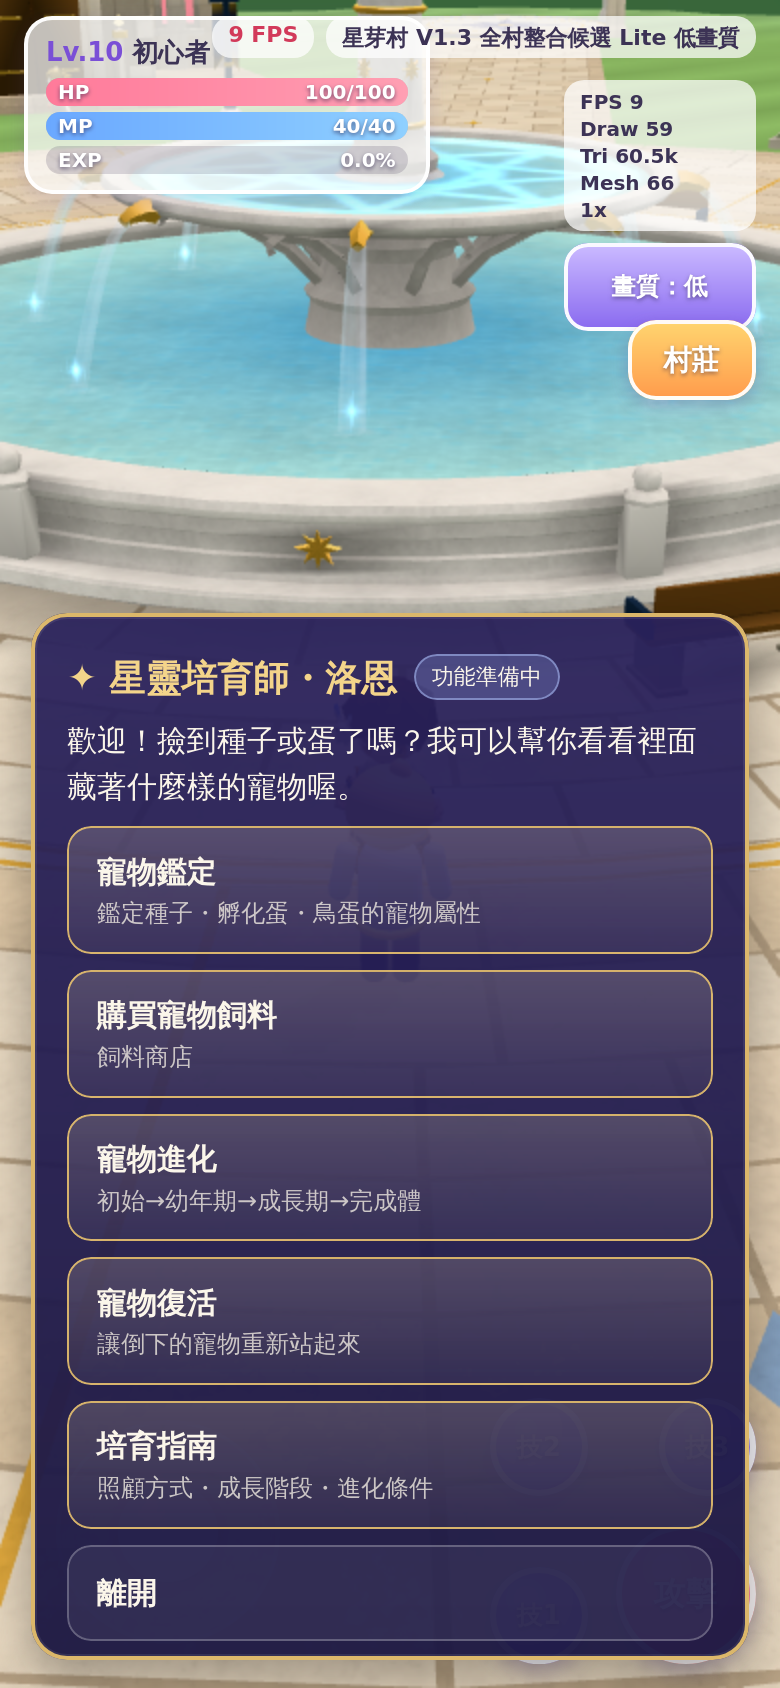 Lv.10 初心者
9 FPS
星芽村 V1.3 全村整合候選 Lite 低畫質
HP 100/100
MP 40/40
EXP 0.0%
FPS 9
Draw 59
Tri 60.5k
Mesh 66
1x
畫質：低
村莊
✦ 星靈培育師・洛恩 功能準備中
歡迎！撿到種子或蛋了嗎？我可以幫你看看裡面
藏著什麼樣的寵物喔。
寵物鑑定
鑑定種子・孵化蛋・鳥蛋的寵物屬性
購買寵物飼料
飼料商店
寵物進化
初始→幼年期→成長期→完成體
寵物復活
讓倒下的寵物重新站起來
培育指南
照顧方式・成長階段・進化條件
技2
技3
離開
技1
攻擊